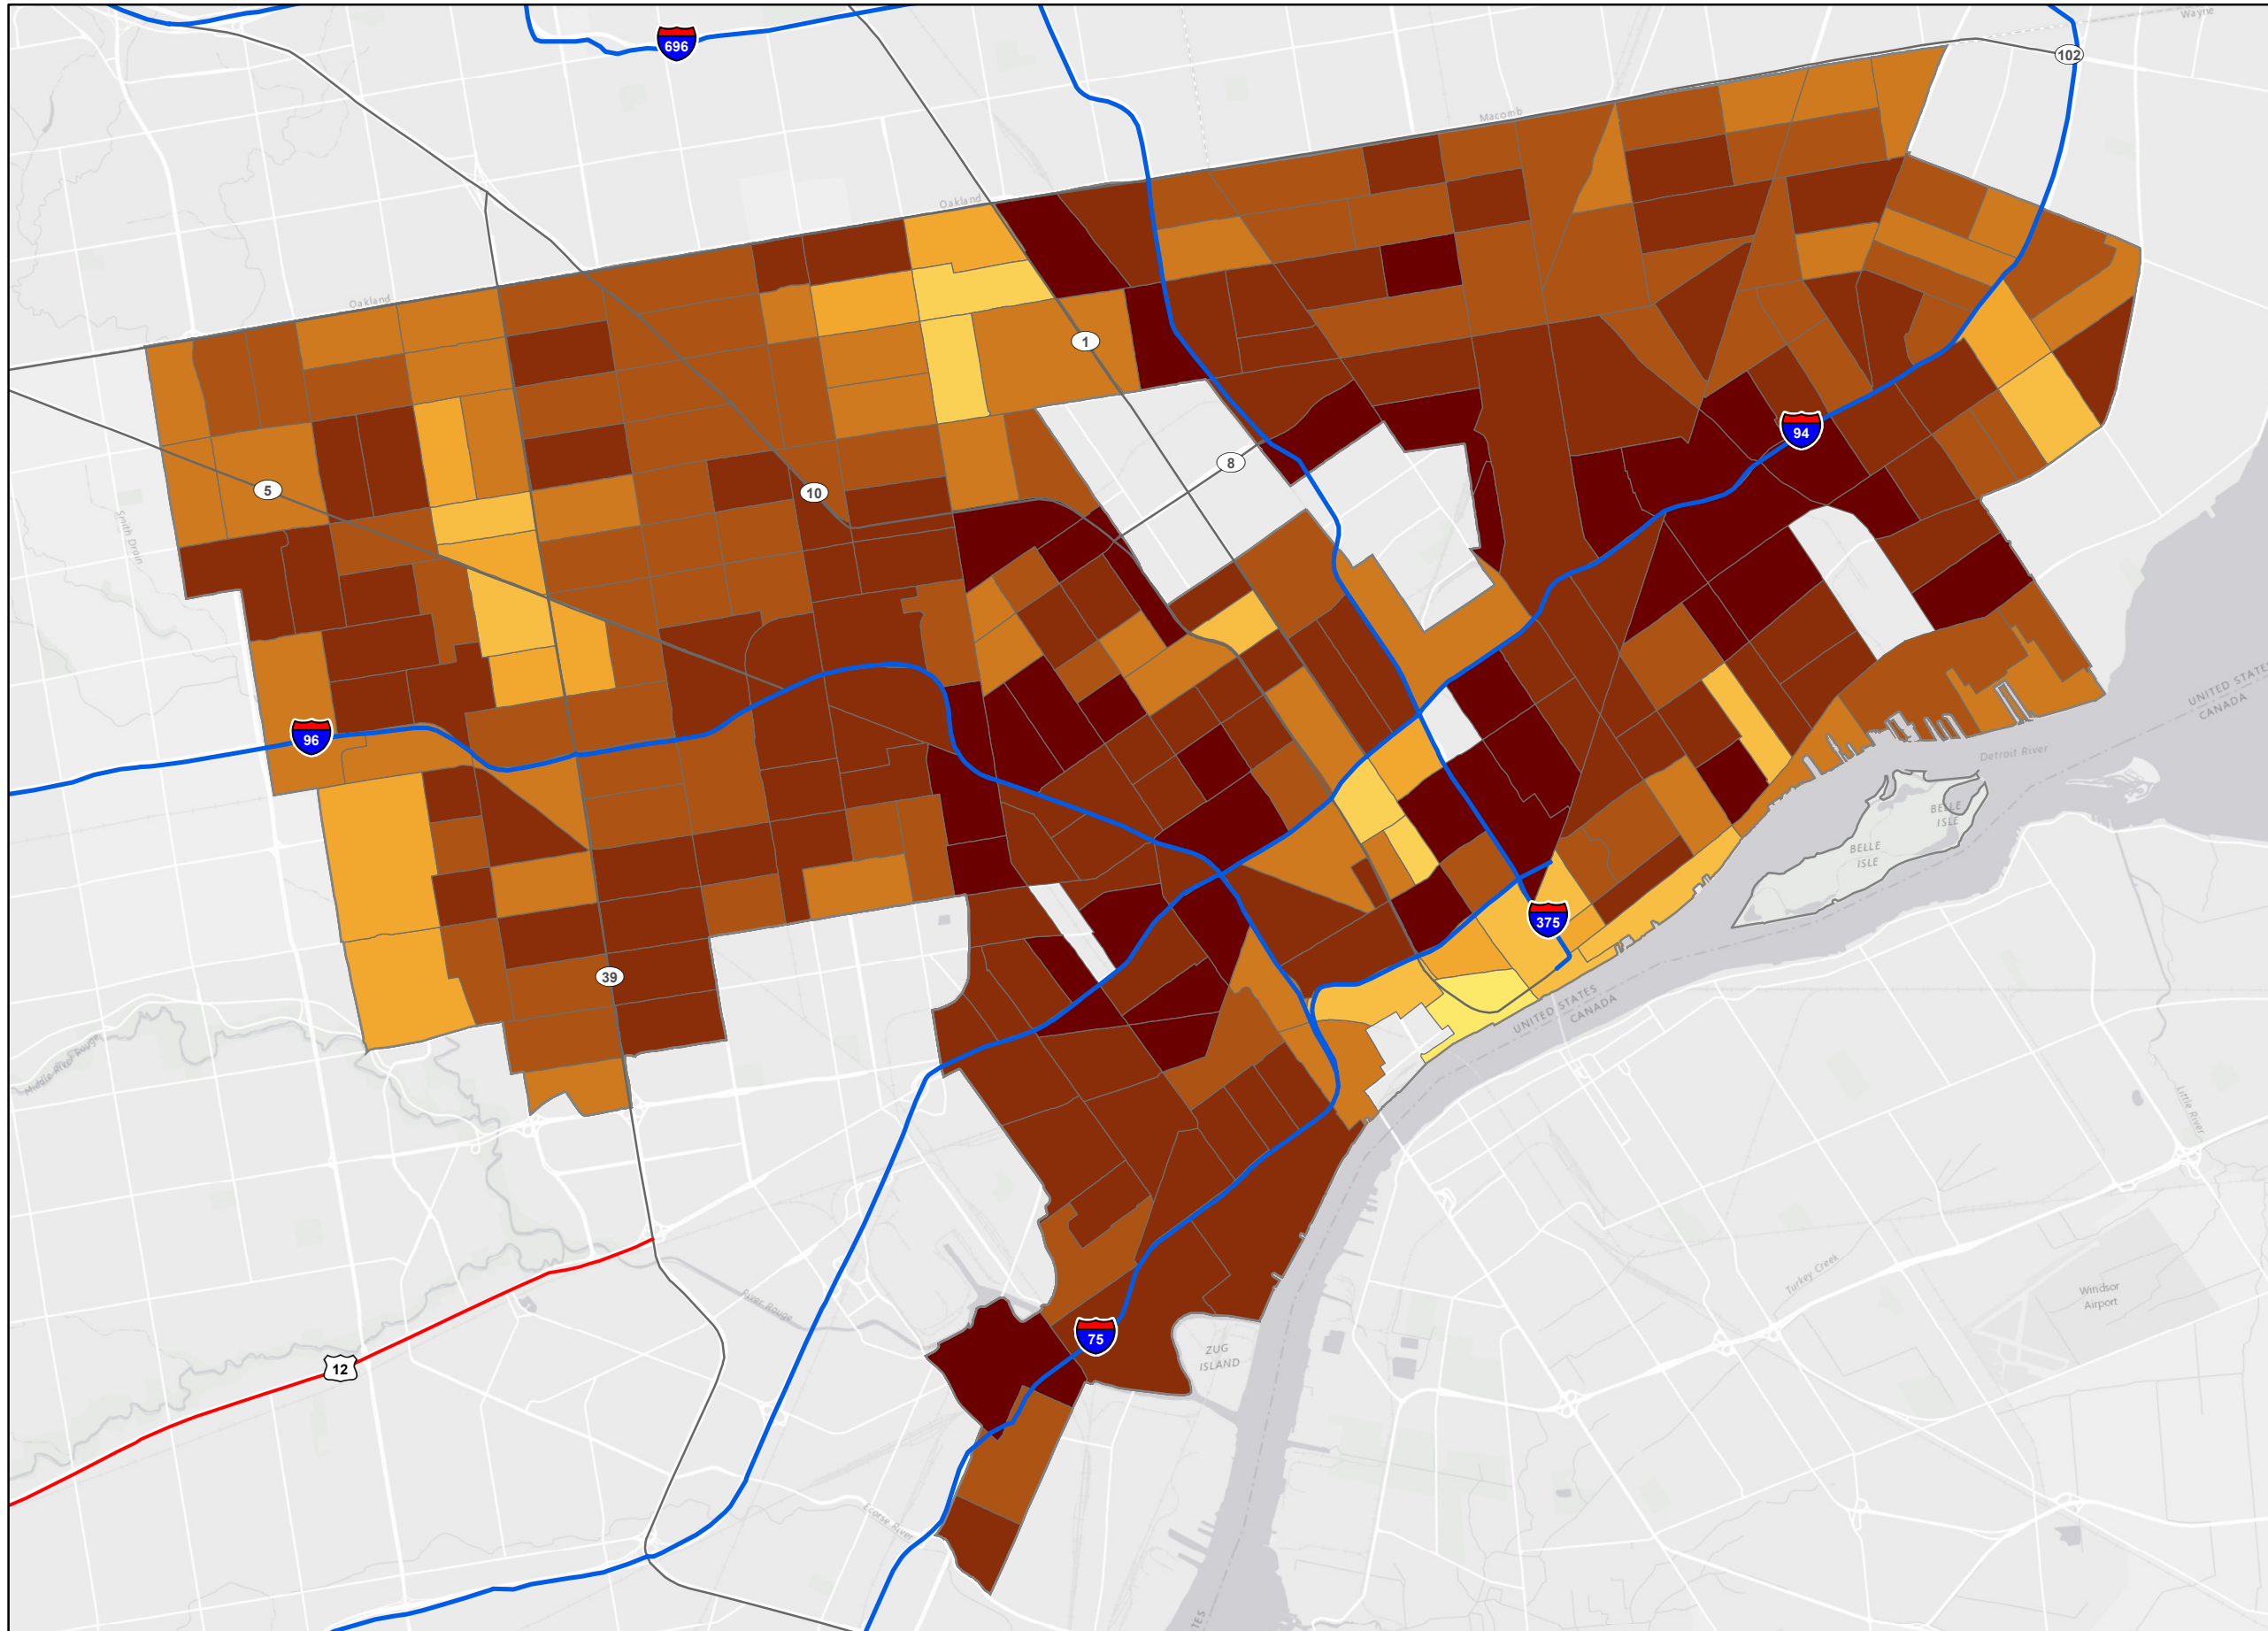 Wayne
696
102
Macomb
Oakland
Oakland
1
94
8
5
10
Smith Drain
UNITED STATES
CANADA
96
Detroit River
BELLE
ISLE
BELLE
ISLE
375
39
UNITED STATES
CANADA
Middle River Rouge
Little River
Turkey Creek
Windsor
Airport
River Rouge
75
ZUG
ISLAND
12
Ecorse River